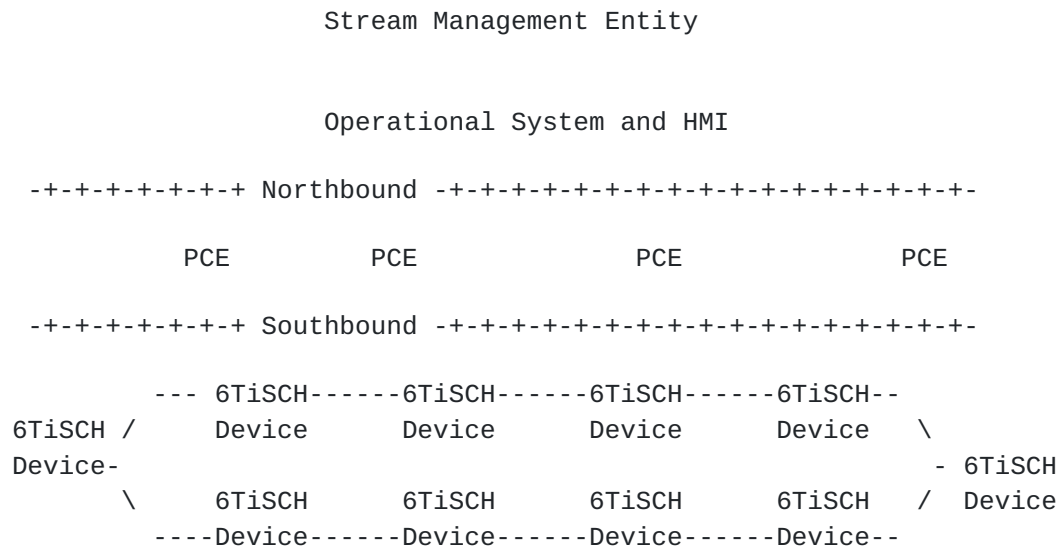 Stream Management Entity
Operational System and HMI
-+-+-+-+-+-+-+ Northbound -+-+-+-+-+-+-+-+-+-+-+-+-+-+-+-+-+-
PCE PCE PCE PCE
-+-+-+-+-+-+-+ Southbound -+-+-+-+-+-+-+-+-+-+-+-+-+-+-+-+-+-
--- 6TiSCH------6TiSCH------6TiSCH------6TiSCH--
6TiSCH / Device Device Device Device \
Device- - 6TiSCH
\ 6TiSCH 6TiSCH 6TiSCH 6TiSCH / Device
----Device------Device------Device------Device--